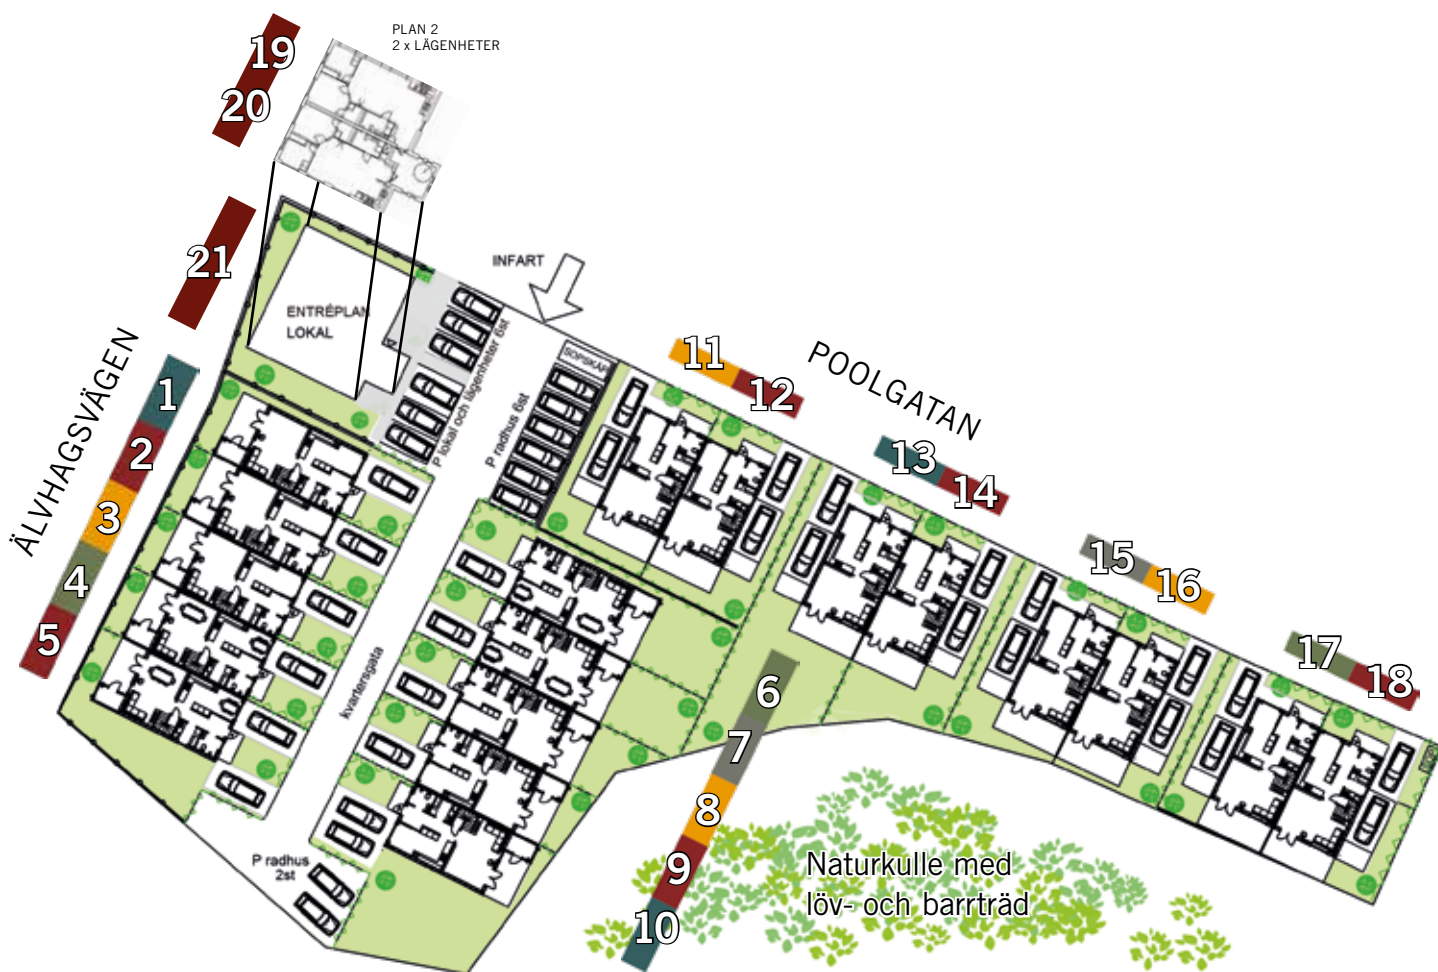 19
20
PLAN 2
2 x LÄGENHETER
21
INFART
ENTRÉPLAN
LOKAL
P lokal och lägenheter 6st
SOPSKÅP
P radhus 6st
ÄLVHAGSVÄGEN
POOLGATAN
1
2
3
4
5
11
12
13
14
15
16
17
18
kvartersgata
6
7
8
9
10
P radhus
2st
Naturkulle med
löv- och barrträd